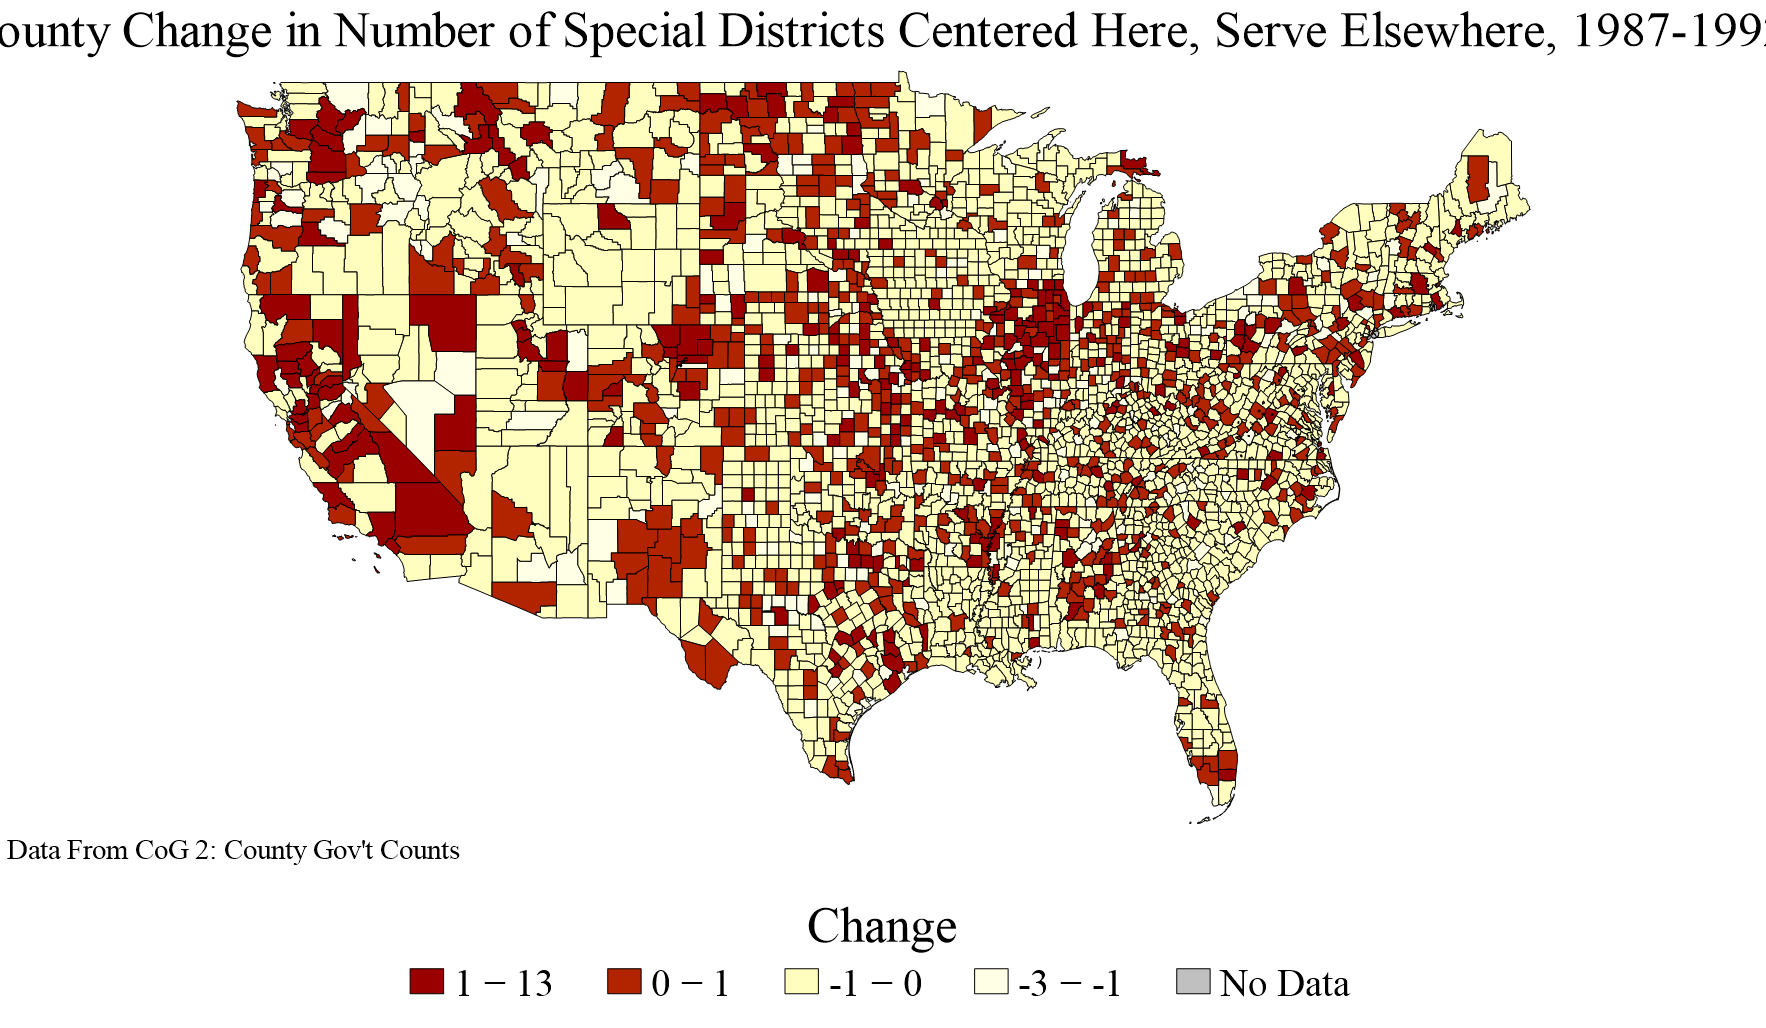 ounty Change in Number of Special Districts Centered Here, Serve Elsewhere, 1987-199
Data From CoG 2: County Gov't Counts
Change
1 − 13
0 − 1
-1 − 0
-3 − -1
No Data